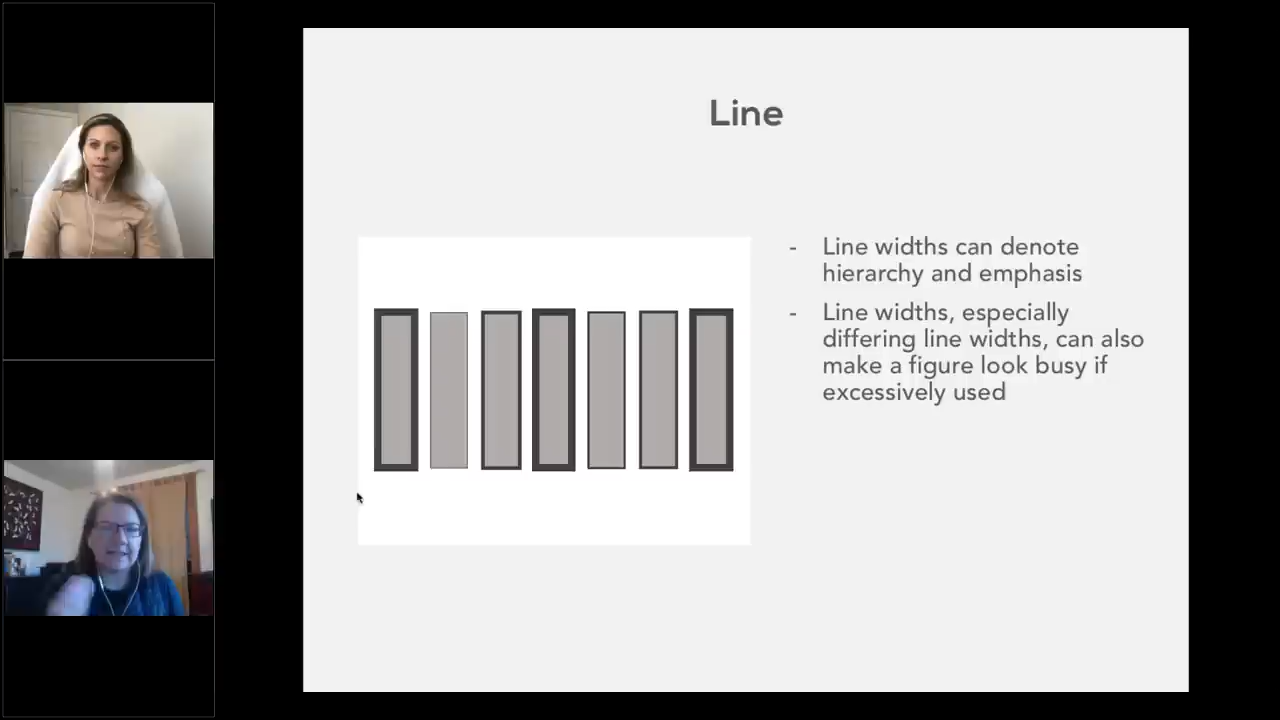 Line
- Line widths can denote
hierarchy and emphasis
- Line widths, especially
differing line widths, can also
make a figure look busy if
excessively used